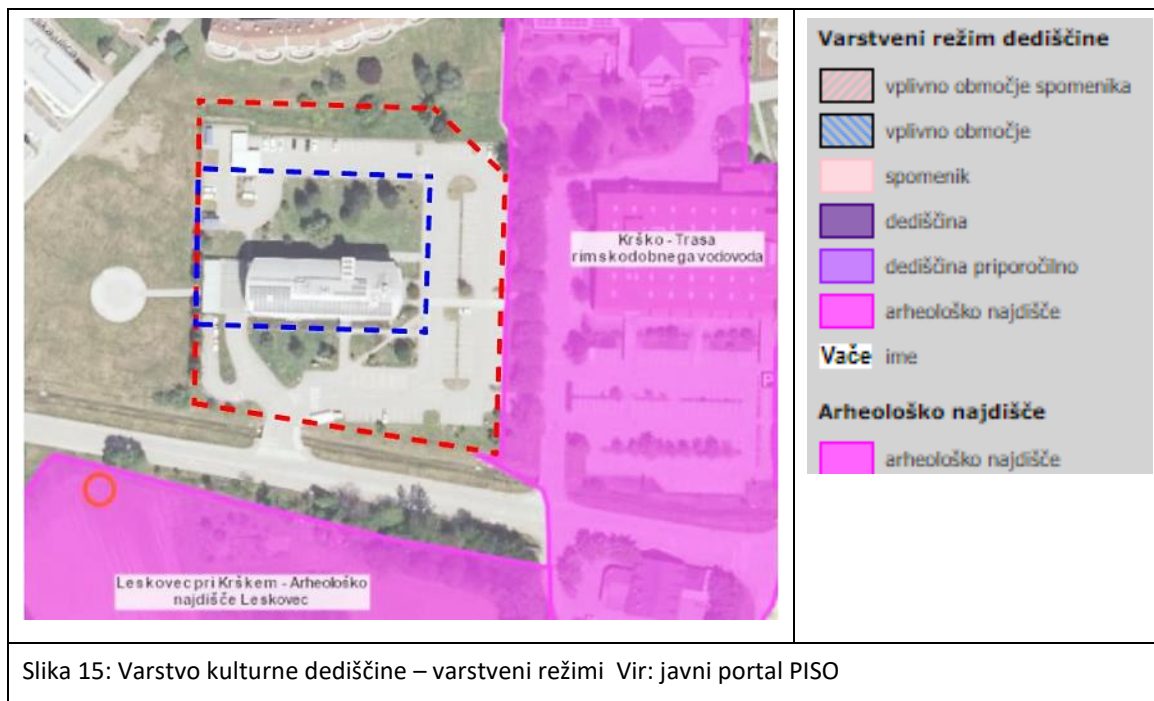 Krško - Trasa
rimskodobnega vodovoda
P
Leskovec pri Krškem - Arheološko
najdišče Leskovec
Varstveni režim dediščine
vplivno območje spomenika
vplivno območje
spomenik
dediščina
dediščina priporočilno
arheološko najdišče
Vače ime
Arheološko najdišče
arheološko najdišče
Slika 15: Varstvo kulturne dediščine – varstveni režimi Vir: javni portal PISO